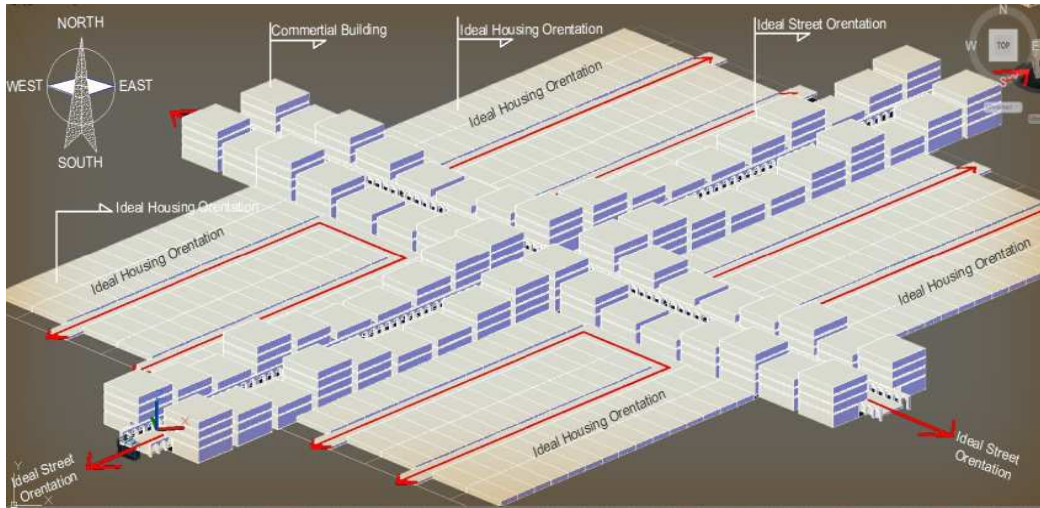 NORTH
WEST
EAST
SOUTH
Commertial Building
Ideal Housing Orentation
Ideal Street Orentation
N
W
TOP
E
S
Ideal Housing Orentation
Ideal Housing Orentation
Ideal Housing Orentation
Ideal Housing Orentation
Ideal Housing Orentation
Ideal Street
Orentation
Ideal Street
Orentation
X
Y
X